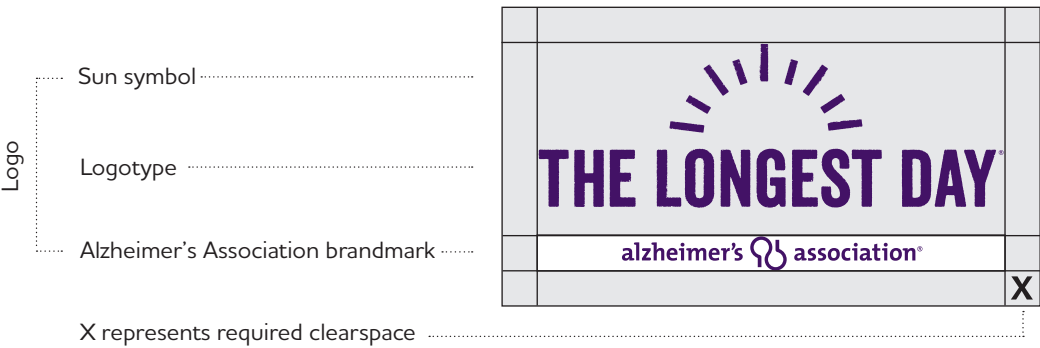 Logo
Sun symbol
Logotype
Alzheimer's Association brandmark
X represents required clearspace
THE LONGEST DAY®
alzheimer's association®
X